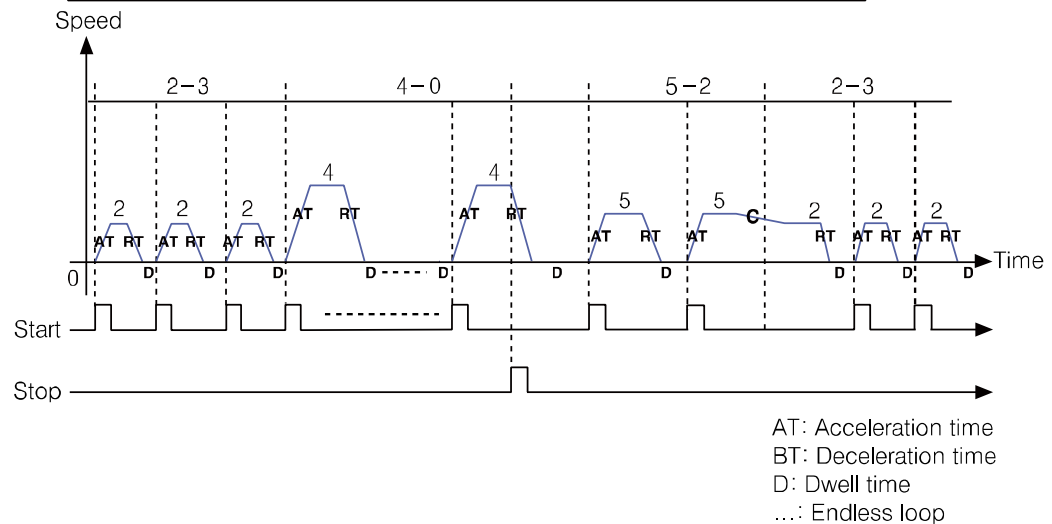 Speed
2-3 4-0 5-2 2-3
4 4
2 2 2 5 5 C 2 2 2
AT RT AT RT AT RT AT RT AT RT AT RT AT RT AT RT AT RT
0 D D D D D D D D D D Time
Start
Stop
AT: Acceleration time
BT: Deceleration time
D: Dwell time
...: Endless loop